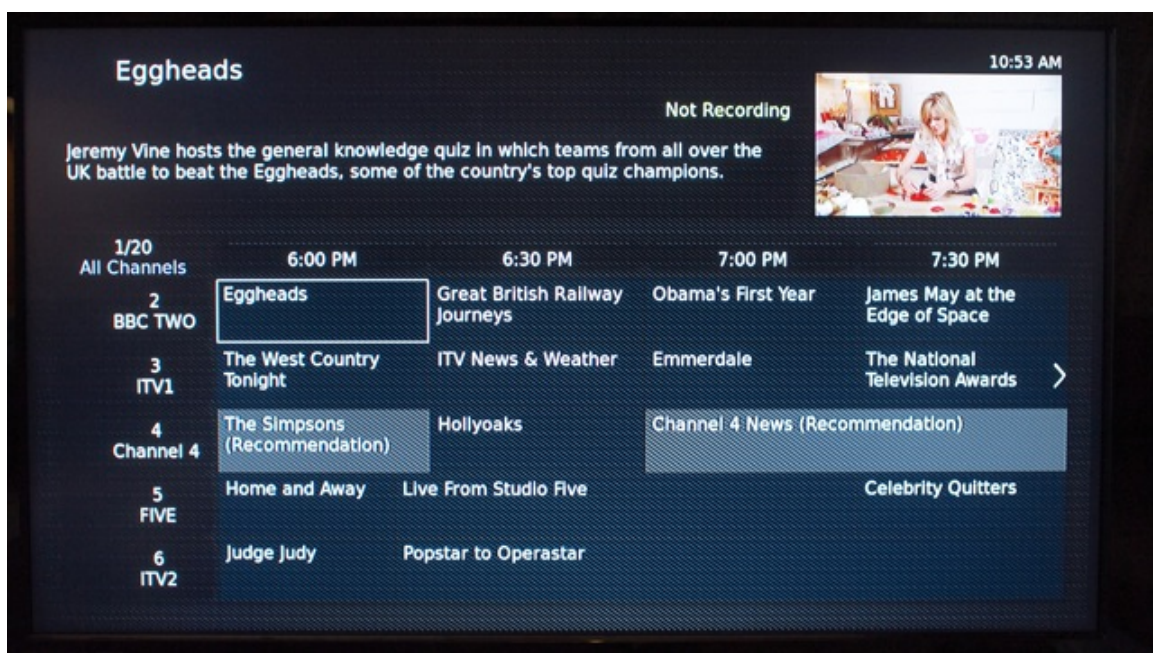 Eggheads
10:53 AM
Not Recording
Jeremy Vine hosts the general knowledge quiz in which teams from all over the
UK battle to beat the Eggheads, some of the country's top quiz champions.
1/20
All Channels
6:00 PM
6:30 PM
7:00 PM
7:30 PM
2
BBC TWO
Eggheads
Great British Railway
Journeys
Obama's First Year
James May at the
Edge of Space
3
ITV1
The West Country
Tonight
ITV News & Weather
Emmerdale
The National
Television Awards
4
Channel 4
The Simpsons
(Recommendation)
Hollyoaks
Channel 4 News (Recommendation)
5
FIVE
Home and Away
Live From Studio Five
Celebrity Quitters
6
ITV2
Judge Judy
Popstar to Operastar